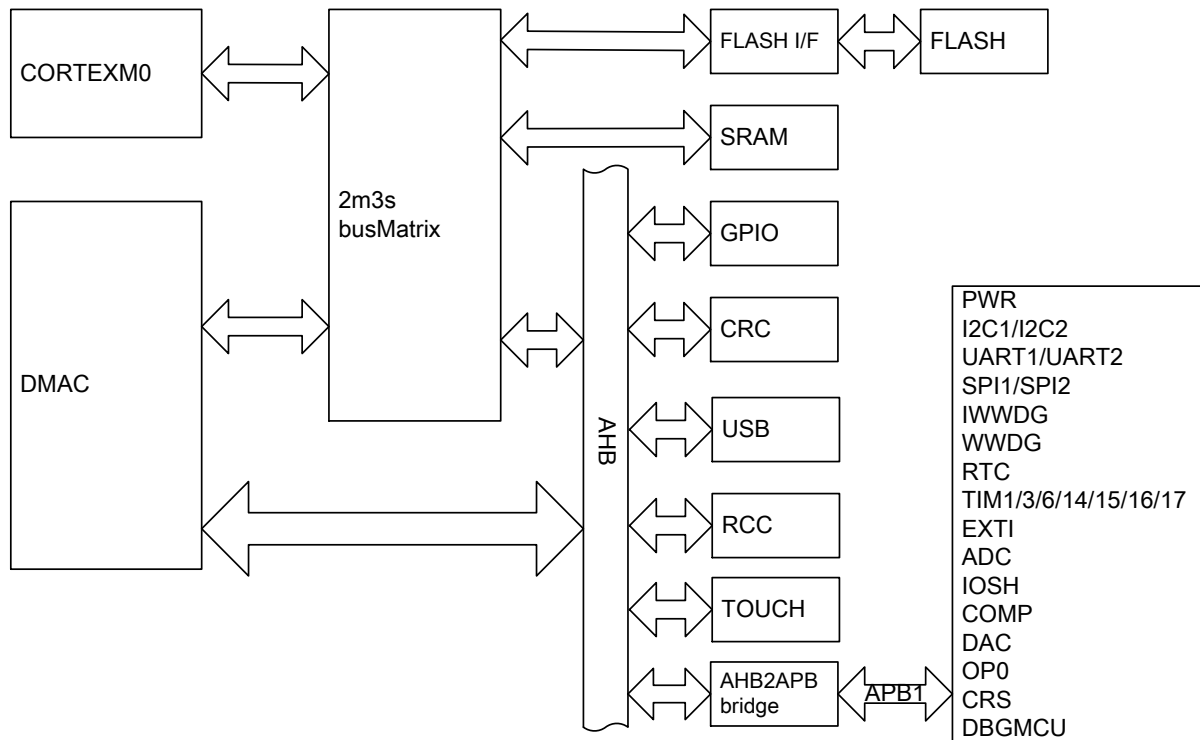 CORTEXM0
2m3s
busMatrix
FLASH I/F
FLASH
SRAM
DMAC
GPIO
CRC
AHB
USB
RCC
TOUCH
AHB2APB
bridge
APB1
PWR
I2C1/I2C2
UART1/UART2
SPI1/SPI2
IWWDG
WWDG
RTC
TIM1/3/6/14/15/16/17
EXTI
ADC
IOSH
COMP
DAC
OP0
CRS
DBGMCU